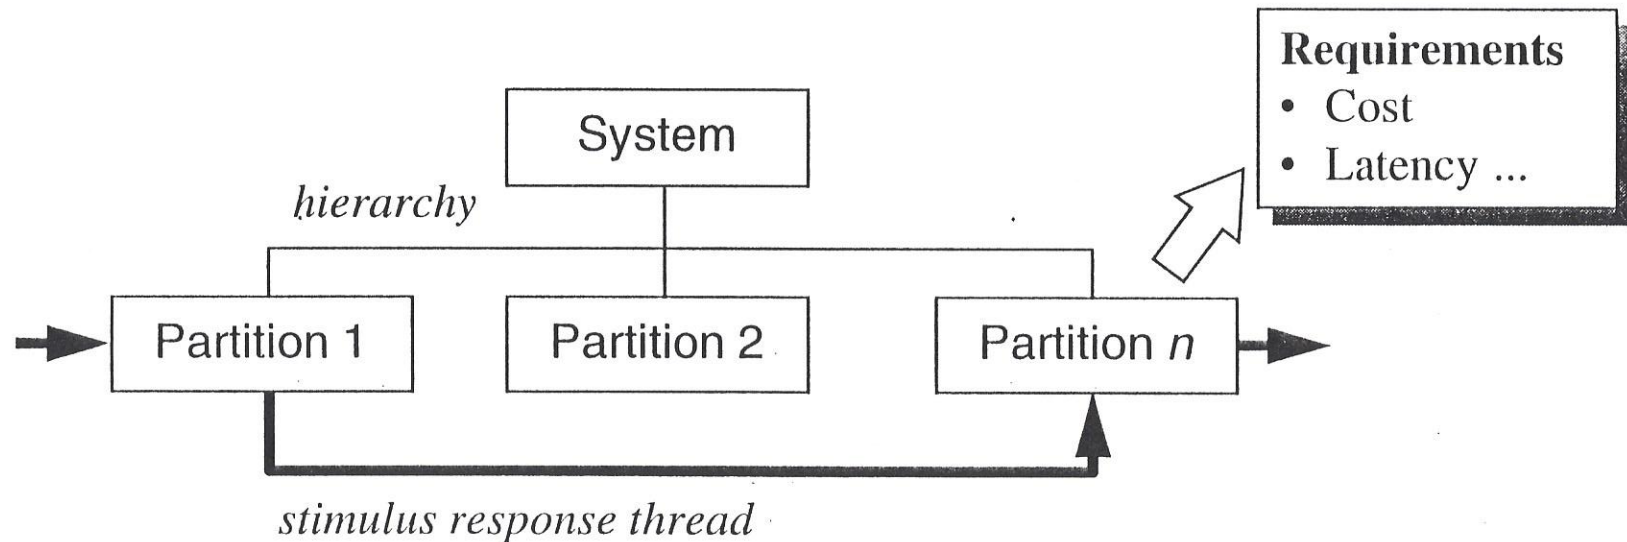 Requirements
• Cost
• Latency ...
System
hierarchy
Partition 1
Partition 2
Partition n
stimulus response thread